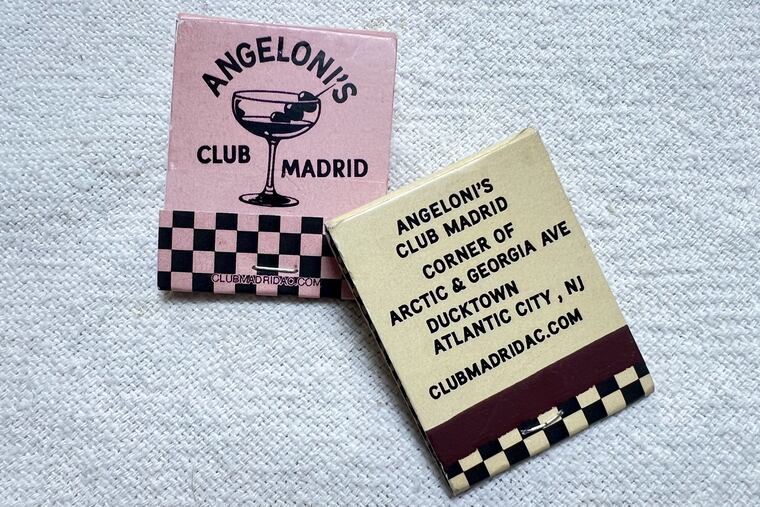 ANGELONI'S
CLUB MADRID
CLUBMADRIDAC.COM
ANGELONI'S
CLUB MADRID
CORNER OF
ARCTIC & GEORGIA AVE
DUCKTOWN
ATLANTIC CITY, NJ
CLUBMADRIDAC.COM